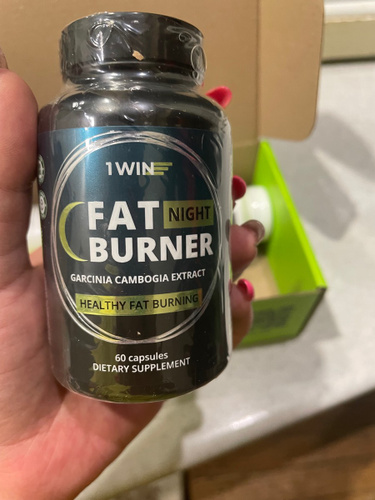 1WIN
FAT NIGHT
BURNER
GARCINIA CAMBOGIA EXTRACT
HEALTHY FAT BURNING
60 capsules
DIETARY SUPPLEMENT